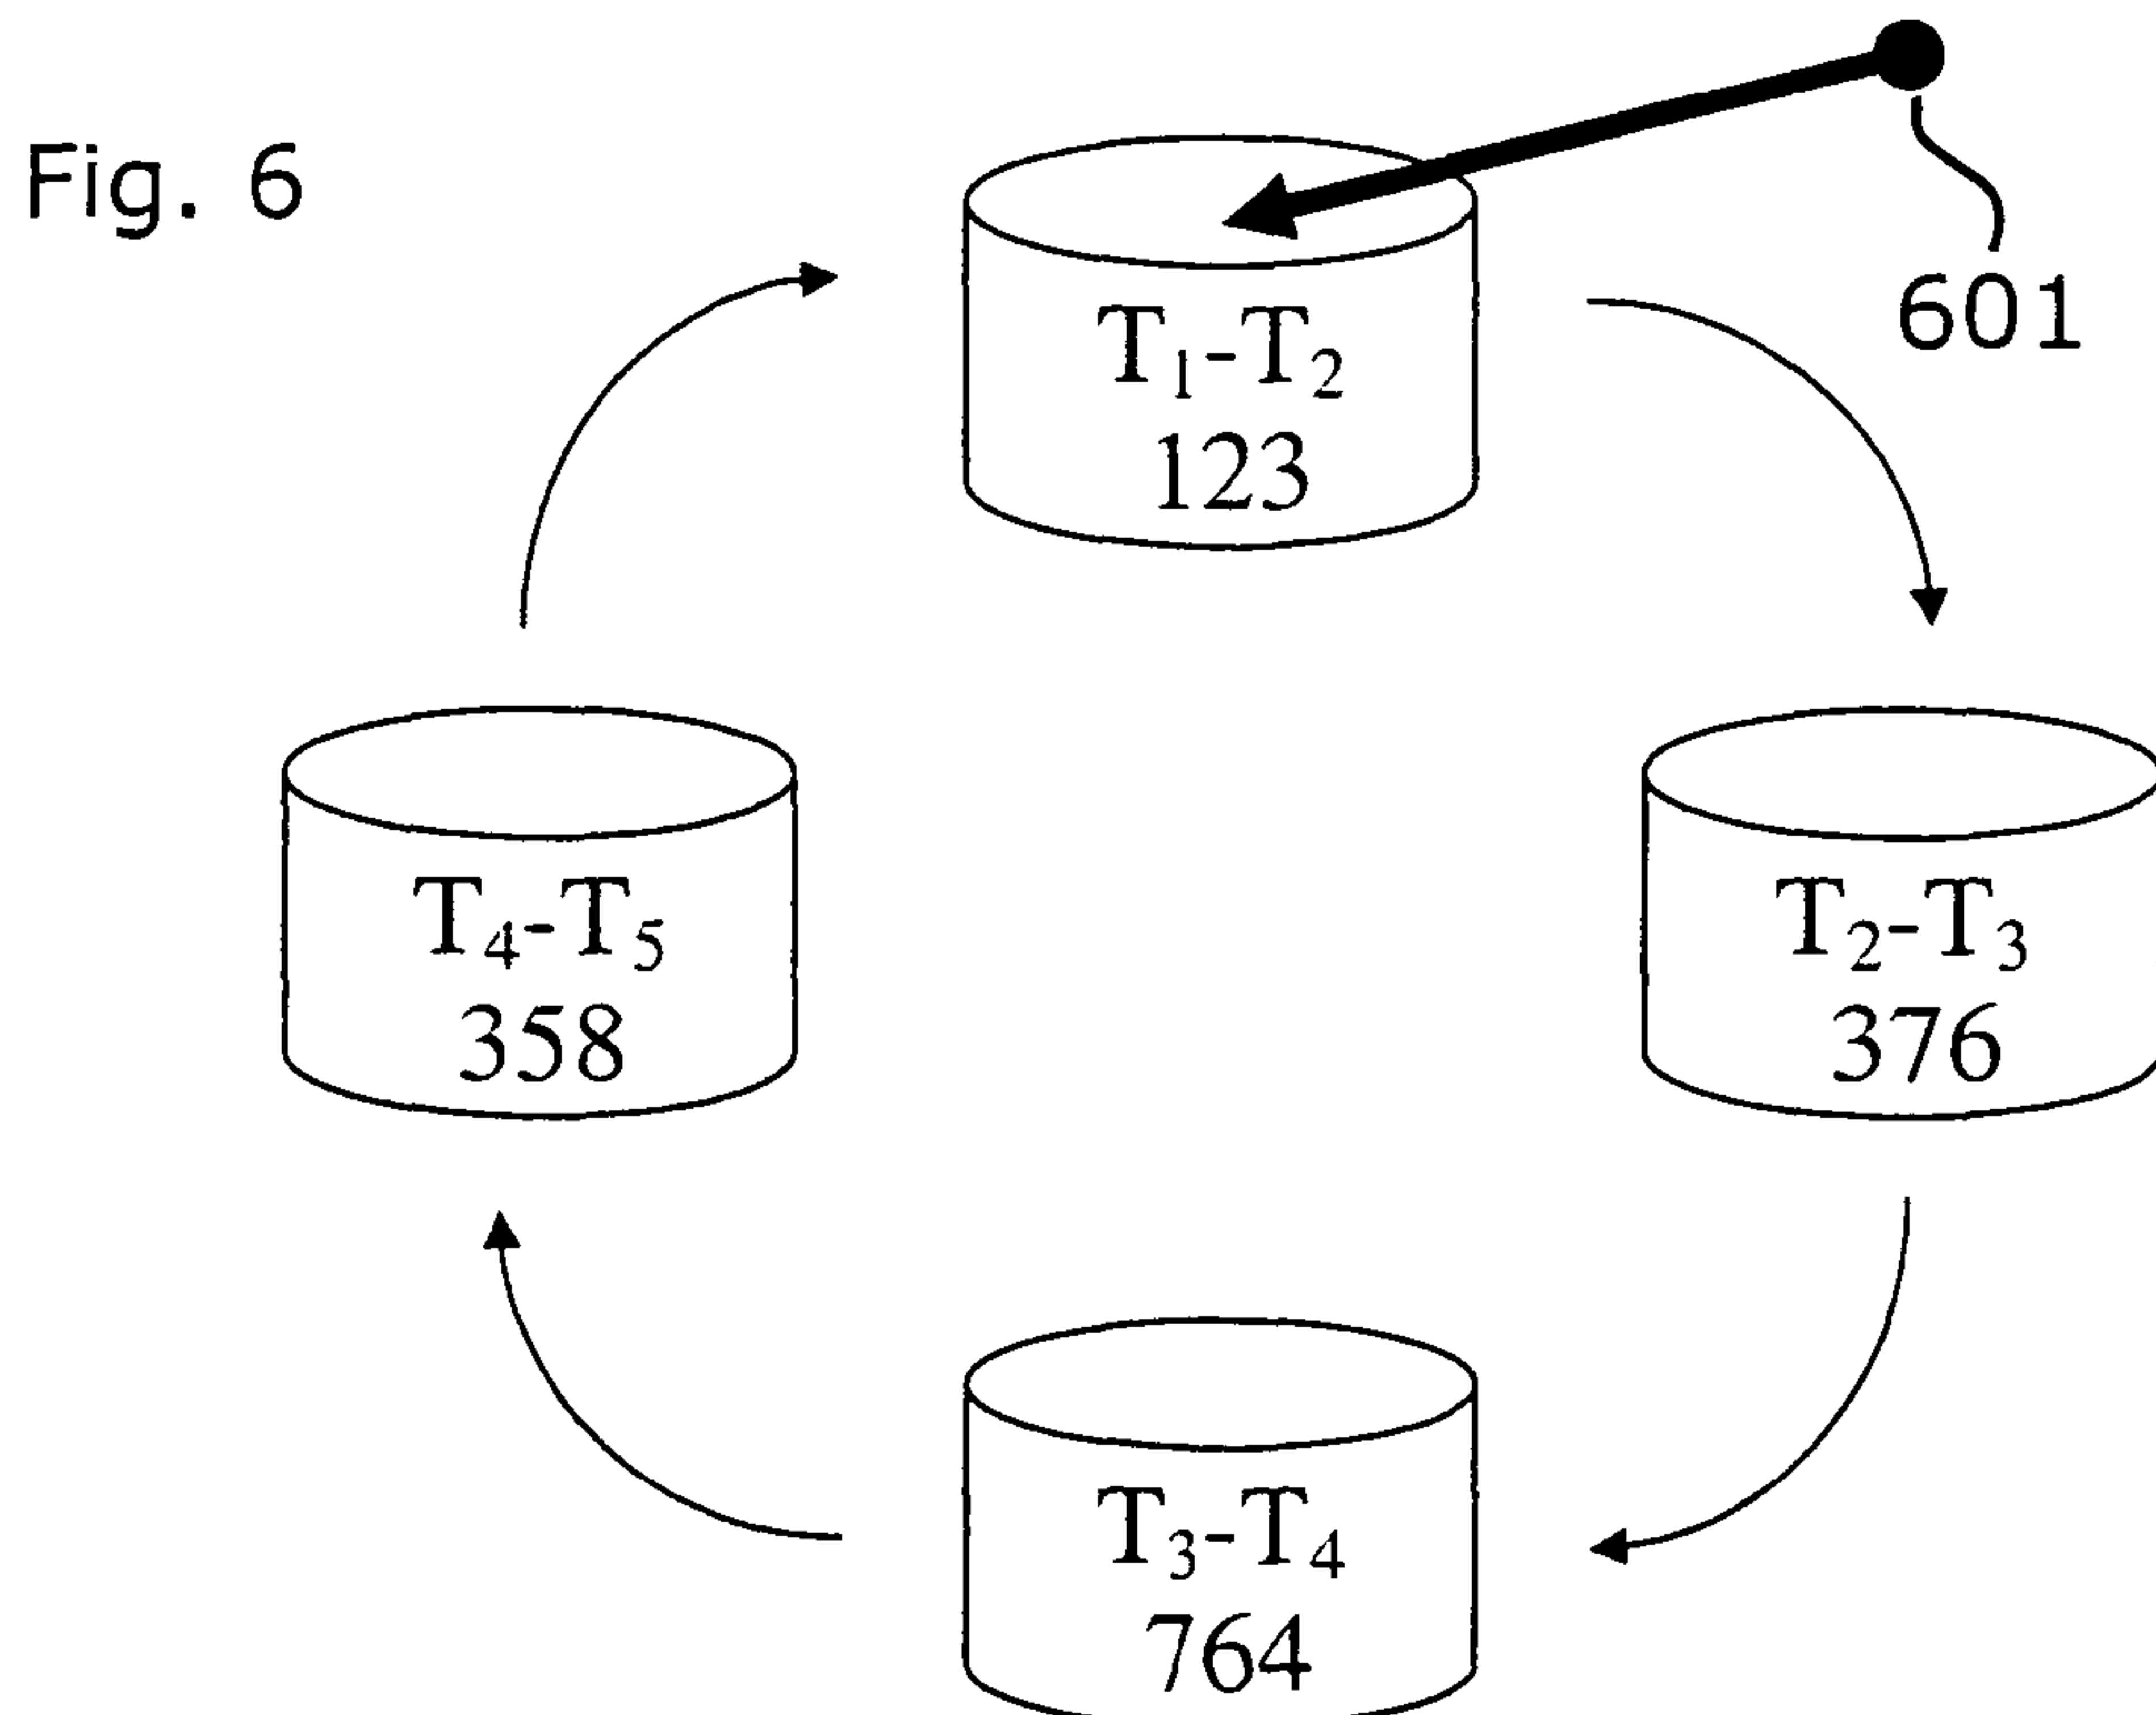 Fig. 6
T₁-T₂
123
601
T₄-T₅
358
T₂-T₃
376
T₃-T₄
764